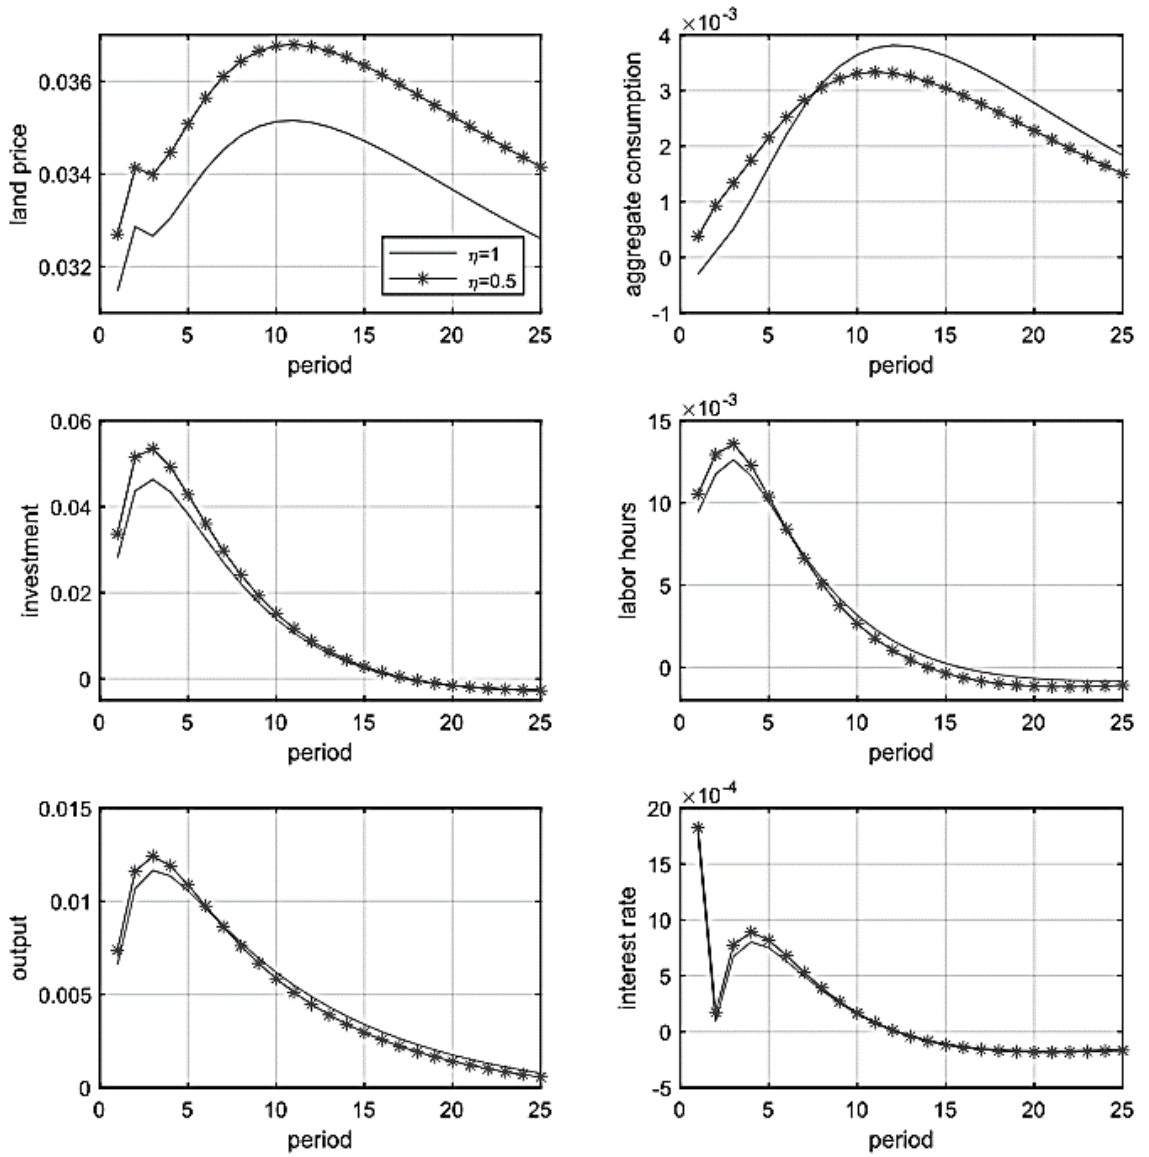 land price
0.036
0.034
0.032
η=1
η=0.5
0 5 10 15 20 25
period
×10⁻³
aggregate consumption
4
3
2
1
0
-1
0 5 10 15 20 25
period
investment
0.06
0.04
0.02
0
0 5 10 15 20 25
period
×10⁻³
labor hours
15
10
5
0
0 5 10 15 20 25
period
output
0.015
0.01
0.005
0
0 5 10 15 20 25
period
×10⁻⁴
interest rate
20
15
10
5
0
-5
0 5 10 15 20 25
period